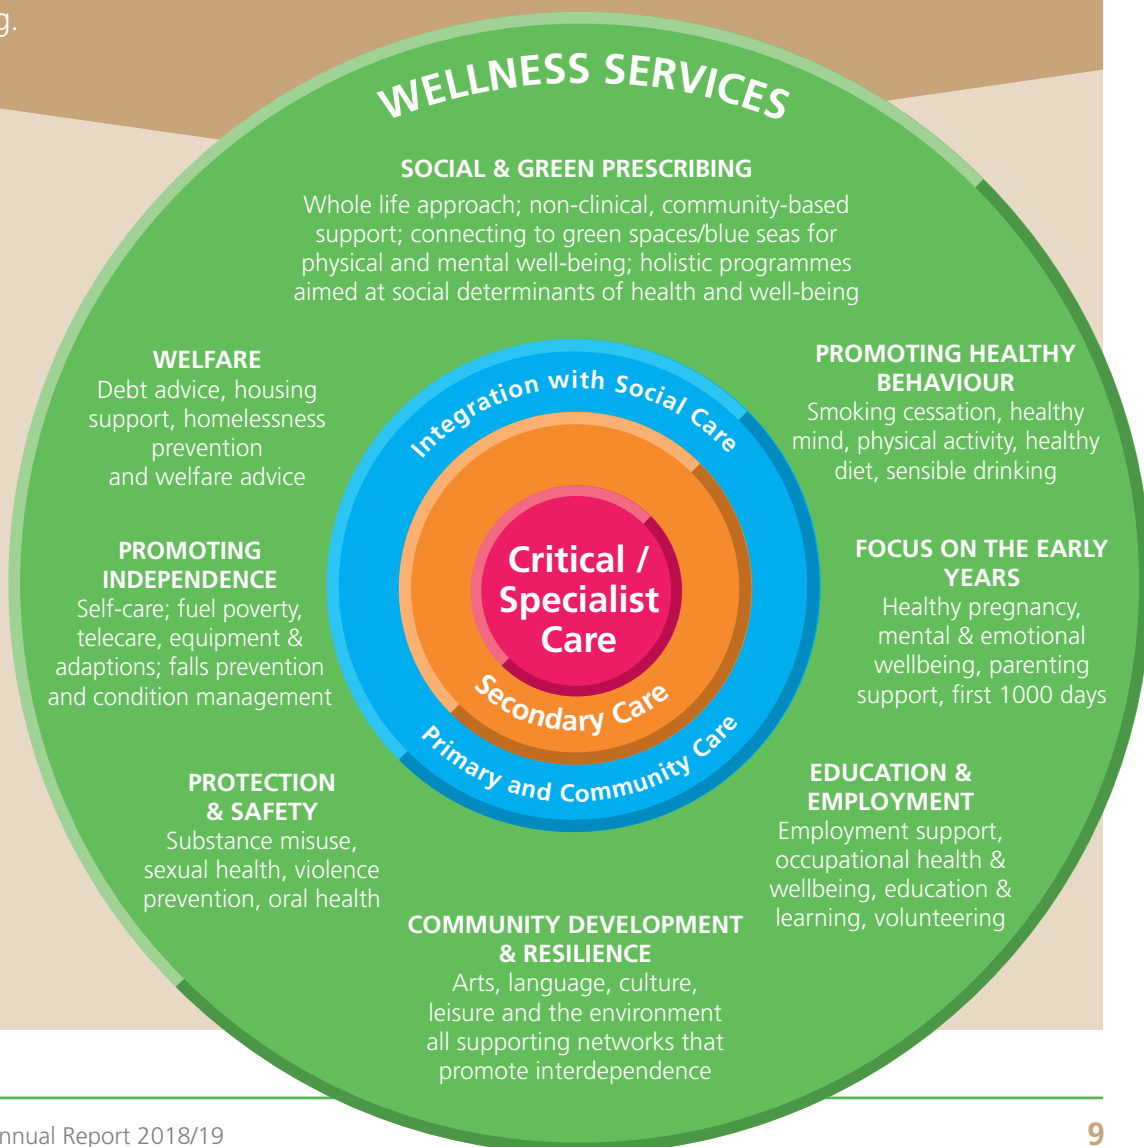 g.
WELLNESS SERVICES
SOCIAL & GREEN PRESCRIBING
Whole life approach; non-clinical, community-based
support; connecting to green spaces/blue seas for
physical and mental well-being; holistic programmes
aimed at social determinants of health and well-being
WELFARE
Debt advice, housing
support, homelessness
prevention
and welfare advice
PROMOTING
INDEPENDENCE
Self-care; fuel poverty,
telecare, equipment &
adaptions; falls prevention
and condition management
PROTECTION
& SAFETY
Substance misuse,
sexual health, violence
prevention, oral health
COMMUNITY DEVELOPMENT
& RESILIENCE
Arts, language, culture,
leisure and the environment
all supporting networks that
promote interdependence
PROMOTING HEALTHY
BEHAVIOUR
Smoking cessation, healthy
mind, physical activity, healthy
diet, sensible drinking
FOCUS ON THE EARLY
YEARS
Healthy pregnancy,
mental & emotional
wellbeing, parenting
support, first 1000 days
EDUCATION &
EMPLOYMENT
Employment support,
occupational health &
wellbeing, education &
learning, volunteering
Integration with Social Care
Critical /
Specialist
Care
Secondary Care
Primary and Community Care
nnual Report 2018/19
9